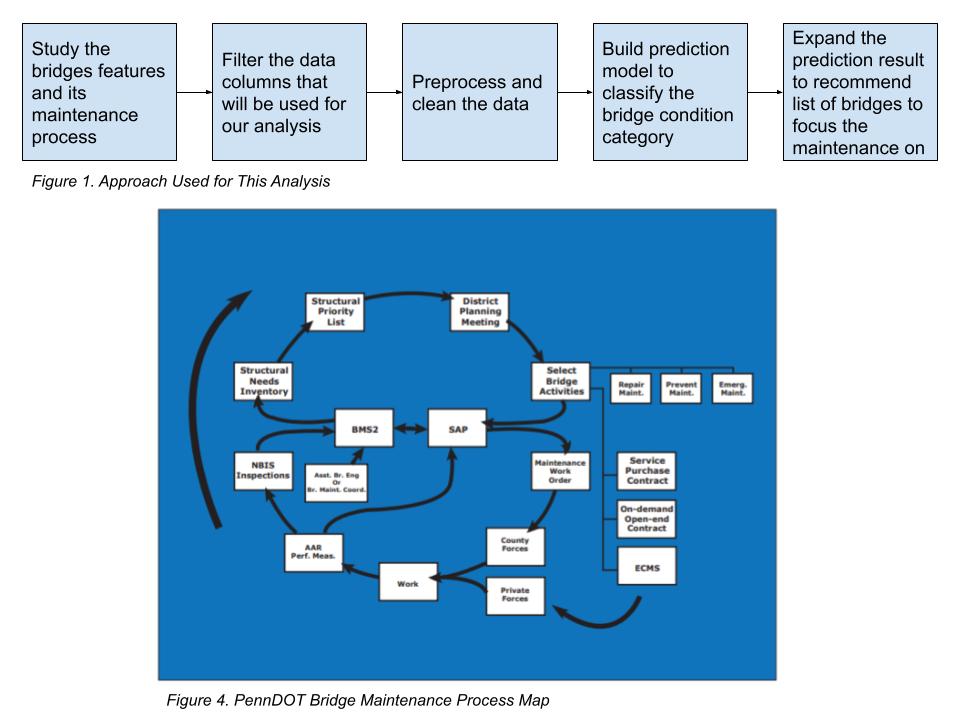 Study the
bridges features
and its
maintenance
process
Filter the data
columns that
will be used for
our analysis
Preprocess and
clean the data
Build prediction
model to
classify the
bridge condition
category
Expand the
prediction result
to recommend
list of bridges to
focus the
maintenance on
Figure 1. Approach Used for This Analysis
Structural
Priority
List
District
Planning
Meeting
Structural
Needs
Inventory
Select
Bridge
Activities
Repair
Maint.
Prevent
Maint.
Emerg.
Maint.
BMS2
SAP
NBIS
Inspections
Asst. Br. Eng
Or
Br. Maint. Coord.
Maintenance
Work
Order
Service
Purchase
Contract
On-demand
Open-end
Contract
AAR
Perf. Meas.
County
Forces
ECMS
Work
Private
Forces
Figure 4. PennDOT Bridge Maintenance Process Map